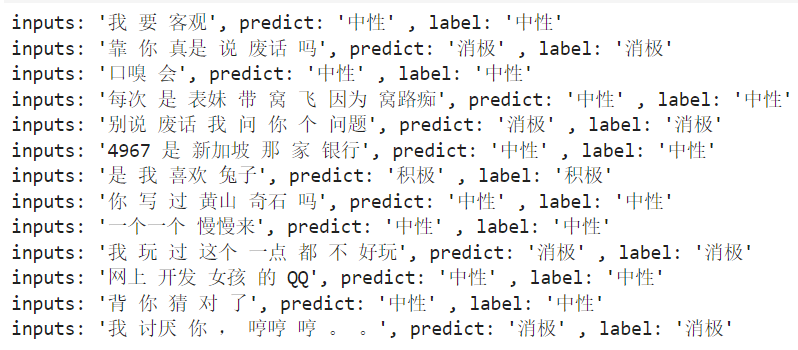 inputs: '我 要 客观', predict: '中性' , label: '中性'
inputs: '靠 你 真是 说 废话 吗', predict: '消极' , label: '消极'
inputs: '口嗅 会', predict: '中性' , label: '中性'
inputs: '每次 是 表妹 带 窝 飞 因为 窝路痴', predict: '中性' , label: '中性'
inputs: '别说 废话 我 问 你 个 问题', predict: '消极' , label: '消极'
inputs: '4967 是 新加坡 那 家 银行', predict: '中性' , label: '中性'
inputs: '是 我 喜欢 兔子', predict: '积极' , label: '积极'
inputs: '你 写 过 黄山 奇石 吗', predict: '中性' , label: '中性'
inputs: '一个一个 慢慢来', predict: '中性' , label: '中性'
inputs: '我 玩 过 这个 一点 都 不 好玩', predict: '消极' , label: '消极'
inputs: '网上 开发 女孩 的 QQ', predict: '中性' , label: '中性'
inputs: '背 你 猜 对 了', predict: '中性' , label: '中性'
inputs: '我 讨厌 你 ， 哼哼 哼 。 。', predict: '消极' , label: '消极'